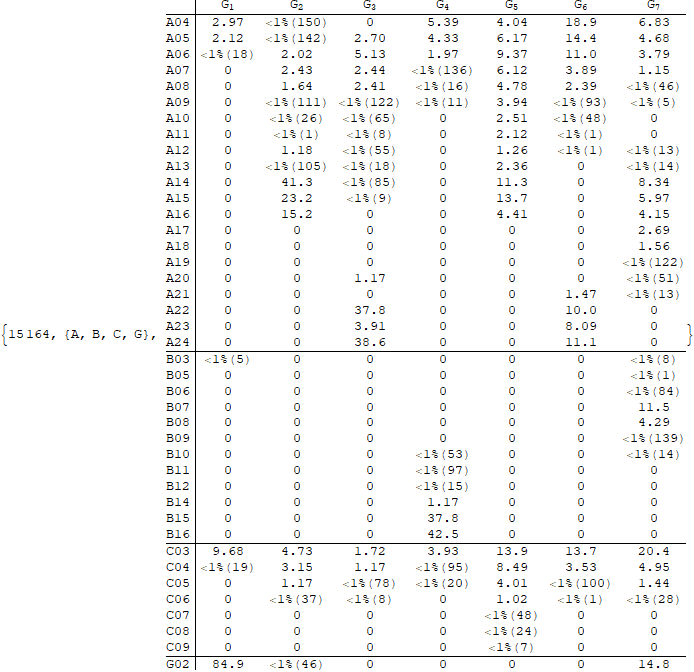 G1 G2 G3 G4 G5 G6 G7
A04 2.97 <1%(150) 0 5.39 4.04 18.9 6.83
A05 2.12 <1%(142) 2.70 4.33 6.17 14.4 4.68
A06 <1%(18) 2.02 5.13 1.97 9.37 11.0 3.79
A07 0 2.43 2.44 <1%(136) 6.12 3.89 1.15
A08 0 1.64 2.41 <1%(16) 4.78 2.39 <1%(46)
A09 0 <1%(111) <1%(122) <1%(11) 3.94 <1%(93) <1%(5)
A10 0 <1%(26) <1%(65) 0 2.51 <1%(48) 0
A11 0 <1%(1) <1%(8) 0 2.12 <1%(1) 0
A12 0 1.18 <1%(55) 0 1.26 <1%(1) <1%(13)
A13 0 <1%(105) <1%(18) 0 2.36 0 <1%(14)
A14 0 41.3 <1%(85) 0 11.3 0 8.34
A15 0 23.2 <1%(9) 0 13.7 0 5.97
A16 0 15.2 0 0 4.41 0 4.15
A17 0 0 0 0 0 0 2.69
A18 0 0 0 0 0 0 1.56
A19 0 0 0 0 0 0 <1%(122)
A20 0 0 1.17 0 0 0 <1%(51)
A21 0 0 0 0 0 1.47 <1%(13)
A22 0 0 37.8 0 0 10.0 0
A23 0 0 3.91 0 0 8.09 0
{15164, {A, B, C, G}, A24 0 0 38.6 0 0 11.1 0 }
B03 <1%(5) 0 0 0 0 0 <1%(8)
B05 0 0 0 0 0 0 <1%(1)
B06 0 0 0 0 0 0 <1%(84)
B07 0 0 0 0 0 0 11.5
B08 0 0 0 0 0 0 4.29
B09 0 0 0 0 0 0 <1%(139)
B10 0 0 0 <1%(53) 0 0 <1%(14)
B11 0 0 0 <1%(97) 0 0 0
B12 0 0 0 <1%(15) 0 0 0
B14 0 0 0 1.17 0 0 0
B15 0 0 0 37.8 0 0 0
B16 0 0 0 42.5 0 0 0
C03 9.68 4.73 1.72 3.93 13.9 13.7 20.4
C04 <1%(19) 3.15 1.17 <1%(95) 8.49 3.53 4.95
C05 0 1.17 <1%(78) <1%(20) 4.01 <1%(100) 1.44
C06 0 <1%(37) <1%(8) 0 1.02 <1%(1) <1%(28)
C07 0 0 0 0 <1%(48) 0 0
C08 0 0 0 0 <1%(24) 0 0
C09 0 0 0 0 <1%(7) 0 0
G02 84.9 <1%(46) 0 0 0 0 14.8